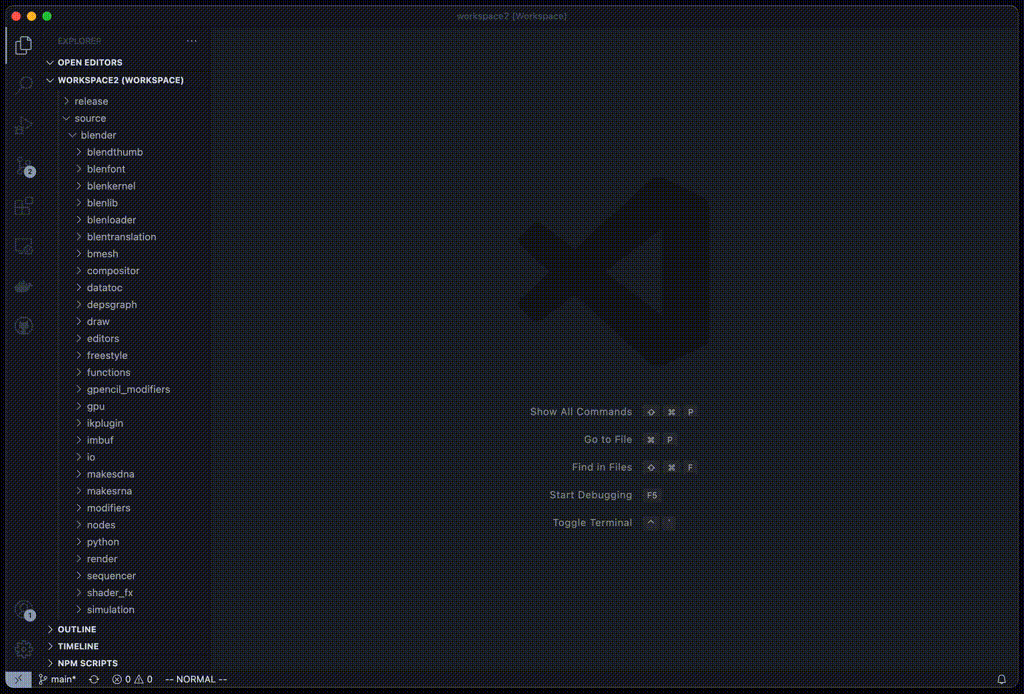 workspace2 (Workspace)
EXPLORER
OPEN EDITORS
WORKSPACE2 (WORKSPACE)
release
source
blender
blendthumb
blenfont
blenkernel
blenlib
blenloader
blentranslation
bmesh
compositor
datatoc
depsgraph
draw
editors
freestyle
functions
gpencil_modifiers
gpu
ikplugin
imbuf
io
makesdna
makesrna
modifiers
nodes
python
render
sequencer
shader_fx
simulation
OUTLINE
TIMELINE
NPM SCRIPTS
2
1
Show All Commands ⇧ ⌘ P
Go to File ⌘ P
Find in Files ⇧ ⌘ F
Start Debugging F5
Toggle Terminal ^ `
main* 0 0 -- NORMAL --